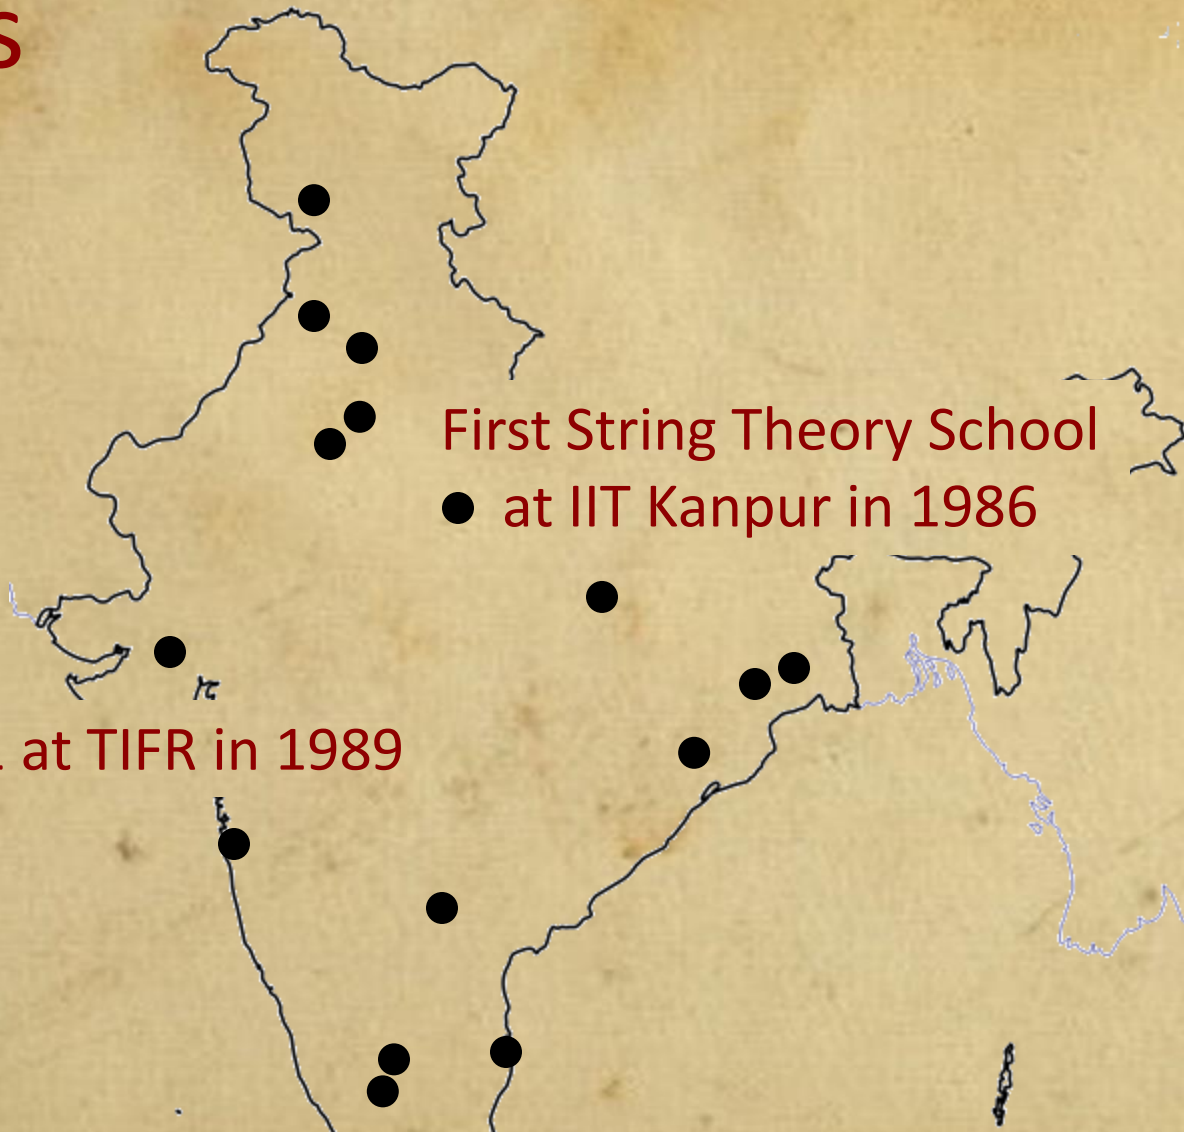 s
First String Theory School
at IIT Kanpur in 1986
at TIFR in 1989